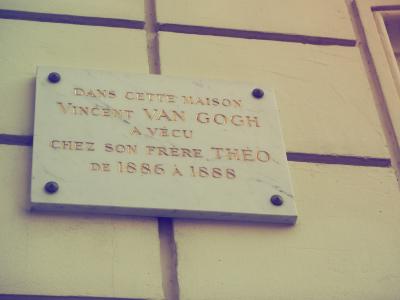 DANS CETTE MAISON
VINCENT VAN GOGH
A VÉCU
CHEZ SON FRÈRE THÉO
DE 1886 À 1888